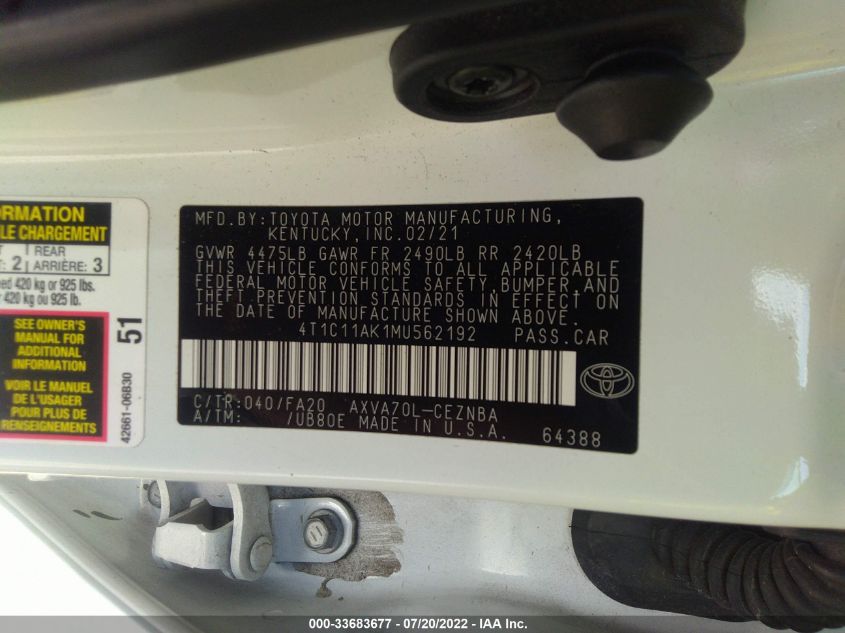 MFD. BY: TOYOTA MOTOR MANUFACTURING,
KENTUCKY, INC. 02/21
GVWR 4475LB GAWR FR 2490LB RR 2420LB
THIS VEHICLE CONFORMS TO ALL APPLICABLE
FEDERAL MOTOR VEHICLE SAFETY, BUMPER, AND
THEFT PREVENTION STANDARDS IN EFFECT ON
THE DATE OF MANUFACTURE SHOWN ABOVE.
4T1C11AK1MU562192 PASS. CAR
C/TR: 040/FA20 AXVA70L-CEZNBA
A/TM: /UB80E MADE IN U.S.A. 64388
LE CHARGEMENT
REAR
2 ARRIÈRE: 3
420 kg or 925 lbs.
420 kg ou 925 lb.
SEE OWNER'S
MANUAL FOR
ADDITIONAL
INFORMATION
VOIR LE MANUEL
DE L'USAGER
POUR PLUS DE
RENSEIGNEMENTS
51
42661-06B30
000-33683677 - 07/20/2022 - IAA Inc.